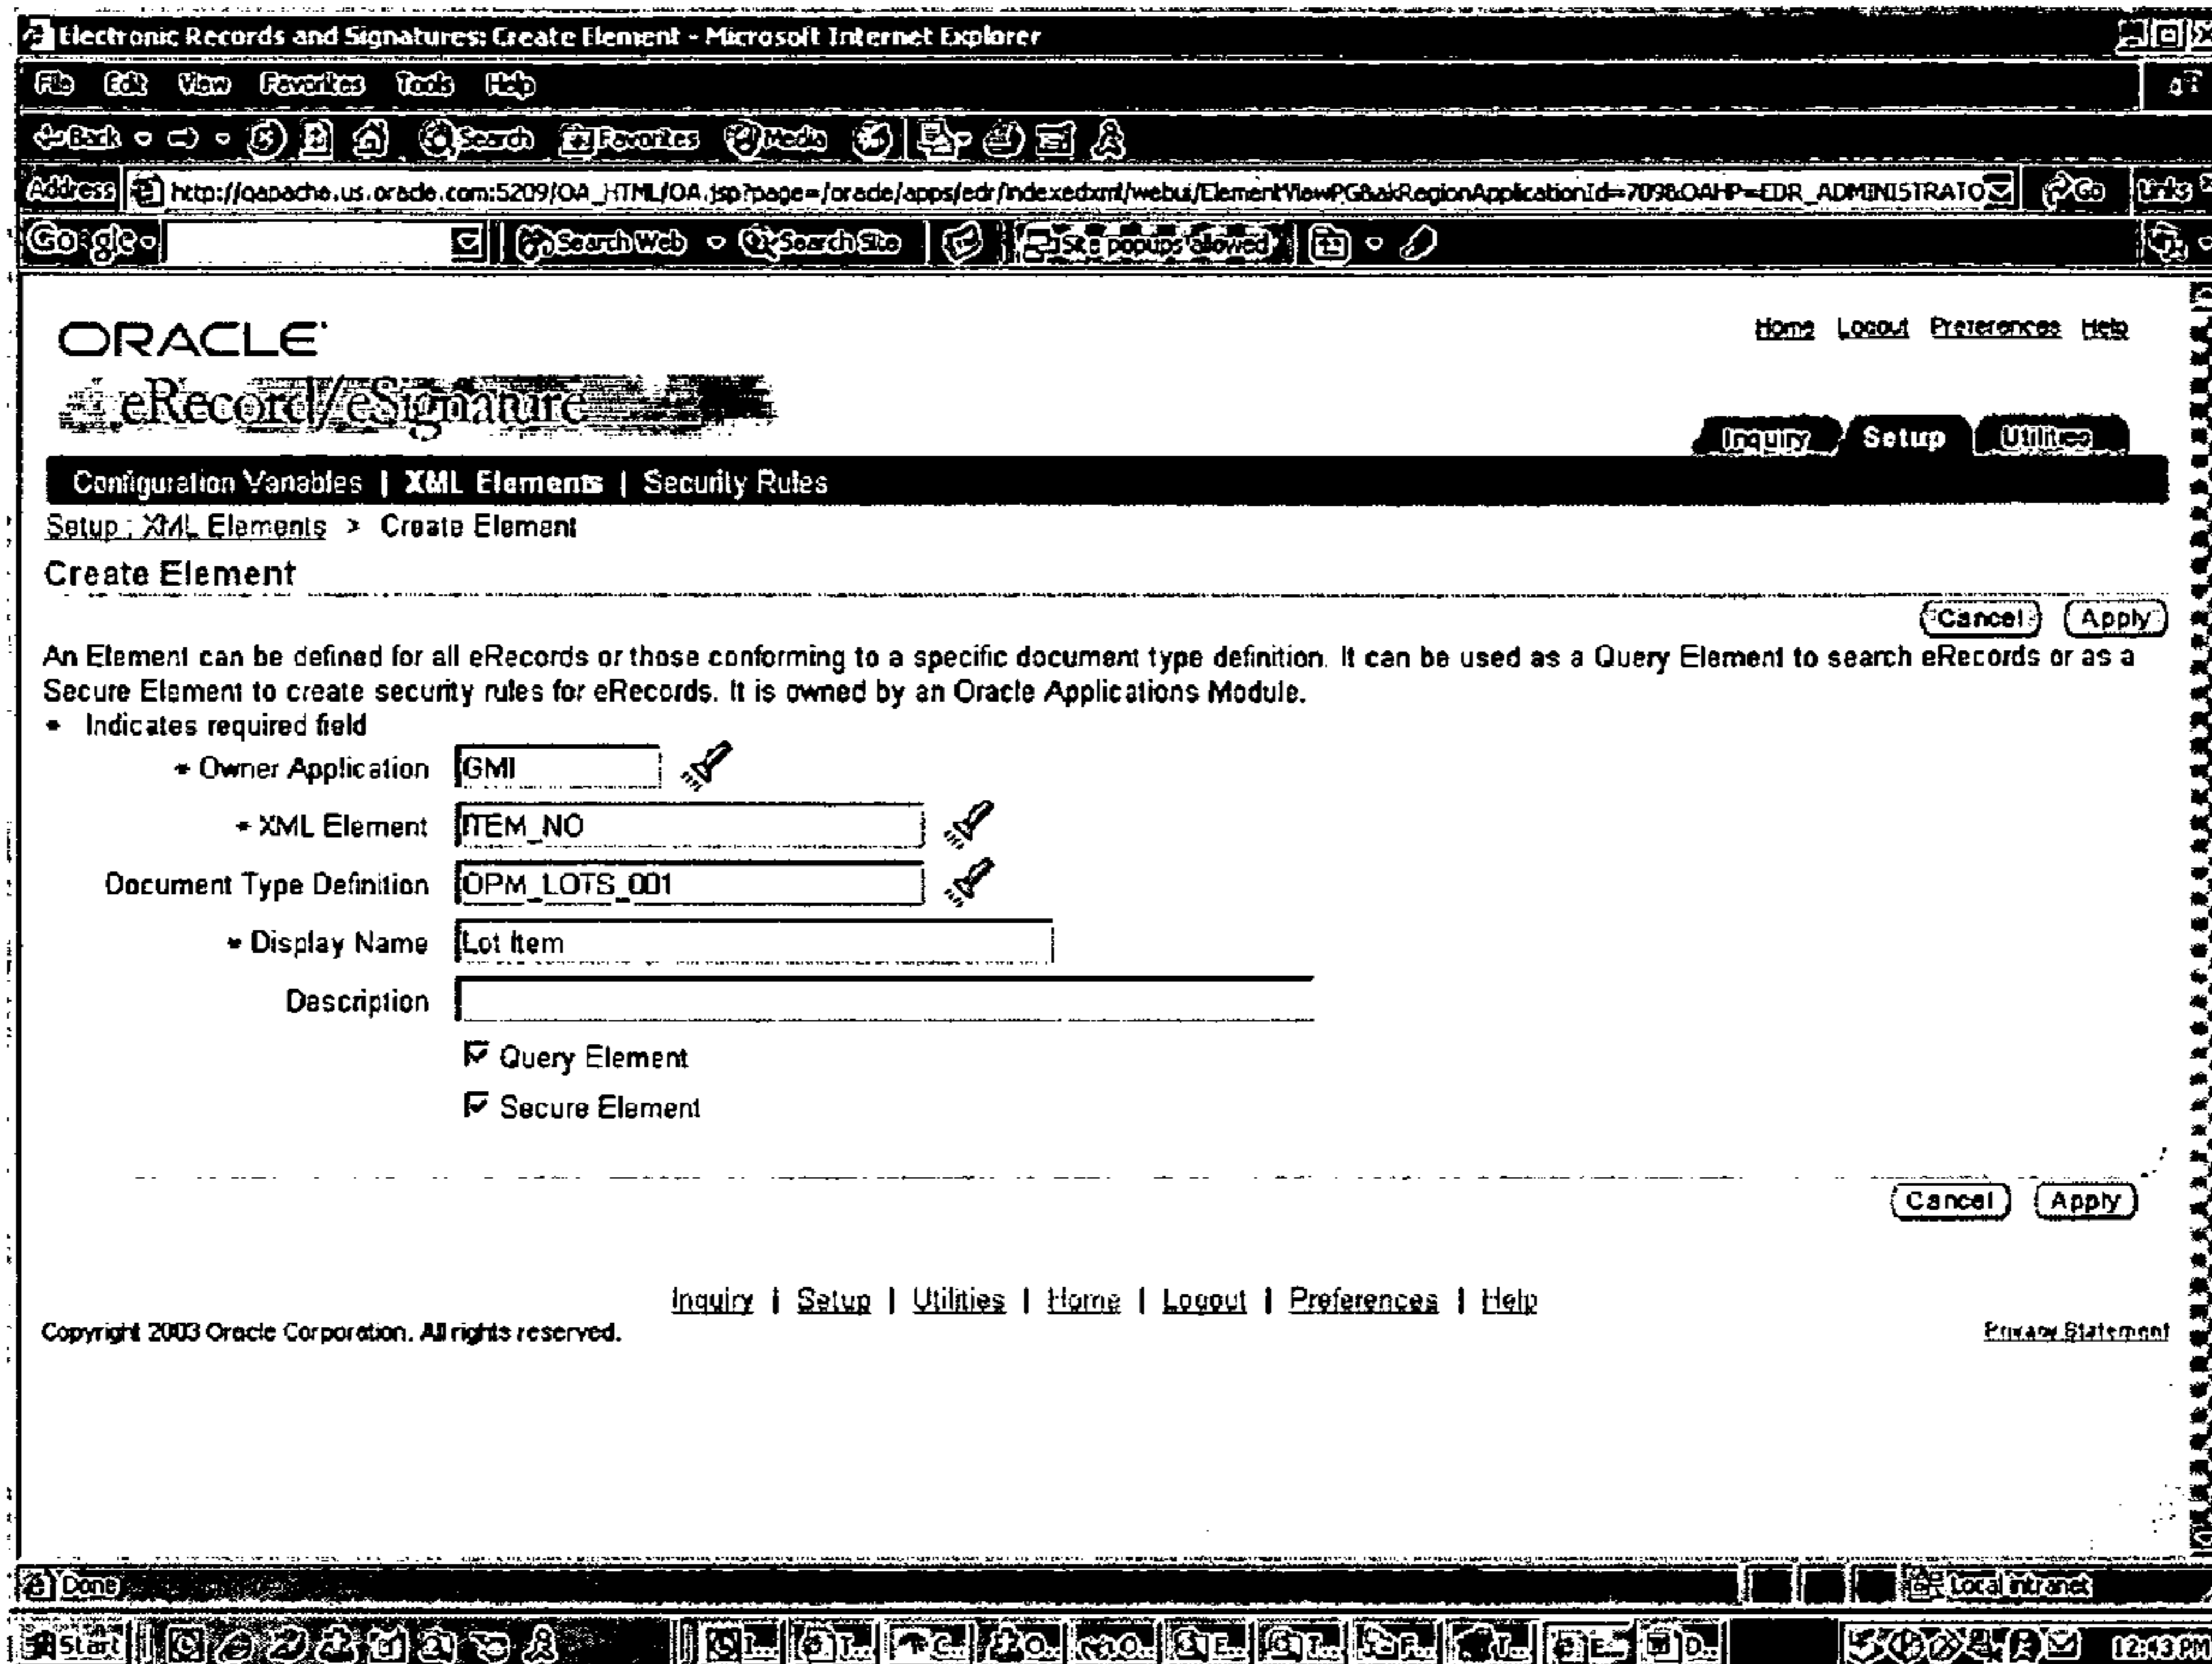 Electronic Records and Signatures: Create Element - Microsoft Internet Explorer
File Edit View Favorites Tools Help
Back Search Favorites Media
Address http://qapache.us.oracle.com:5209/OA_HTML/OA.jsp?page=/oracle/apps/edr/indexedxml/webui/ElementViewPG&akRegionApplicationId=709&OAHP=EDR_ADMINISTRATO Go Links »
Google Search Web Search Site Site popups allowed
ORACLE
Home Logout Preferences Help
eRecord/eSignature
Inquiry Setup Utilities
Configuration Variables | XML Elements | Security Rules
Setup : XML Elements > Create Element
Create Element
Cancel Apply
An Element can be defined for all eRecords or those conforming to a specific document type definition. It can be used as a Query Element to search eRecords or as a
Secure Element to create security rules for eRecords. It is owned by an Oracle Applications Module.
* Indicates required field
* Owner Application GMI
* XML Element ITEM_NO
Document Type Definition OPM_LOTS_001
* Display Name Lot Item
Description
Query Element
Secure Element
Cancel Apply
Inquiry | Setup | Utilities | Home | Logout | Preferences | Help
Copyright 2003 Oracle Corporation. All rights reserved.
Privacy Statement
Done Local intranet
Start I... T... C... O... O... E... T... F... T... E... D... 12:43 PM